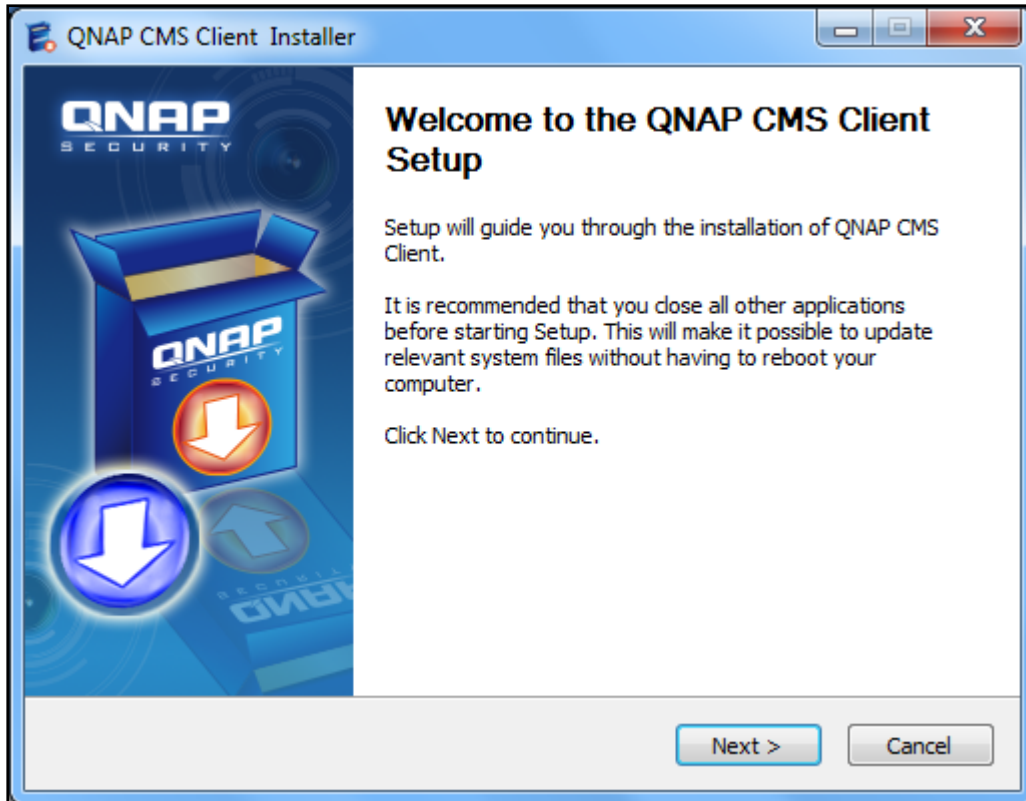 QNAP CMS Client Installer
QNAP
SECURITY
Welcome to the QNAP CMS Client
Setup
Setup will guide you through the installation of QNAP CMS
Client.
It is recommended that you close all other applications
before starting Setup. This will make it possible to update
relevant system files without having to reboot your
computer.
Click Next to continue.
QNAP
SECURITY
QNAP
SECURITY
Next >
Cancel